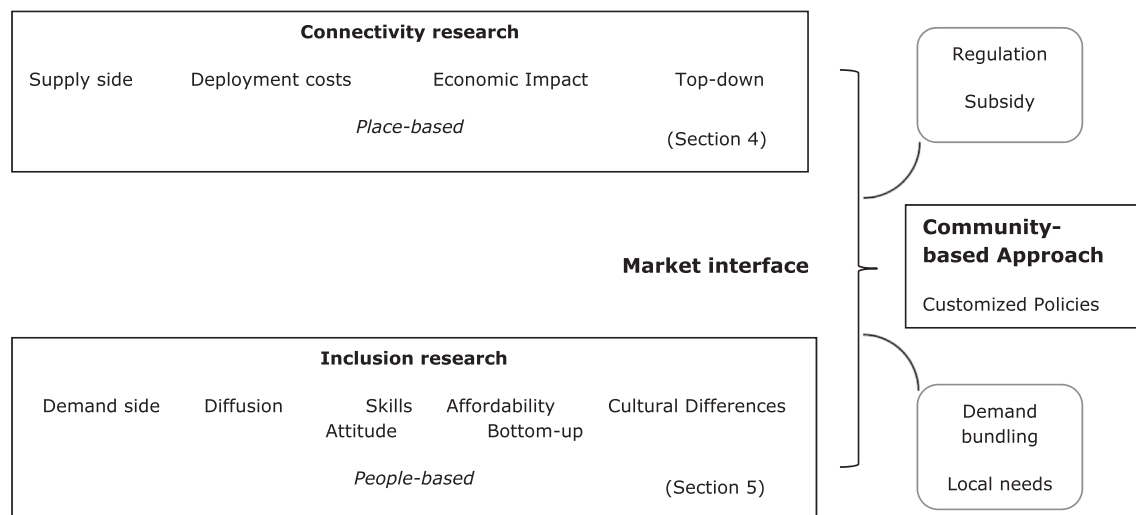 Connectivity research
Supply side Deployment costs Economic Impact Top-down
Place-based
(Section 4)
Regulation
Subsidy
Market interface
Community-
based Approach
Customized Policies
Inclusion research
Demand side Diffusion Skills Affordability Cultural Differences
Attitude Bottom-up
People-based
(Section 5)
Demand
bundling
Local needs